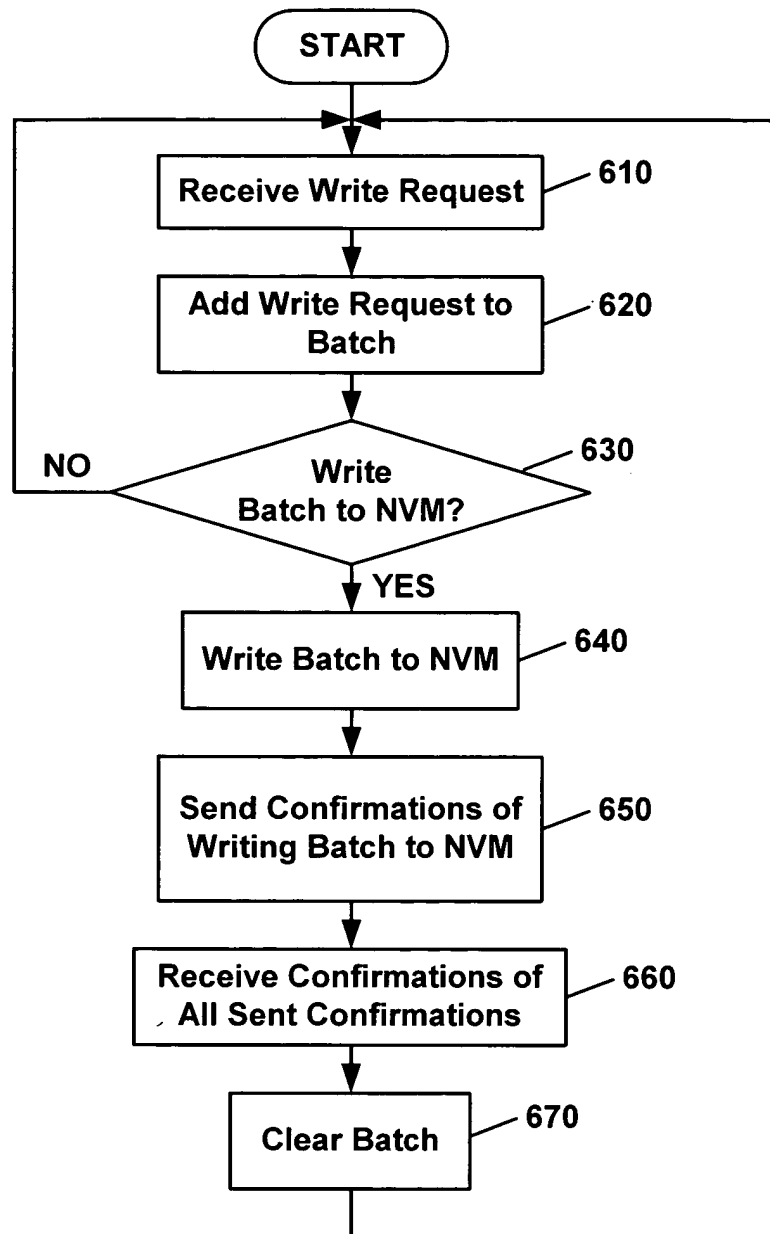 START
Receive Write Request
610
Add Write Request to
Batch
620
630
NO
Write
Batch to NVM?
YES
Write Batch to NVM
640
Send Confirmations of
Writing Batch to NVM
650
Receive Confirmations of
All Sent Confirmations
660
Clear Batch
670